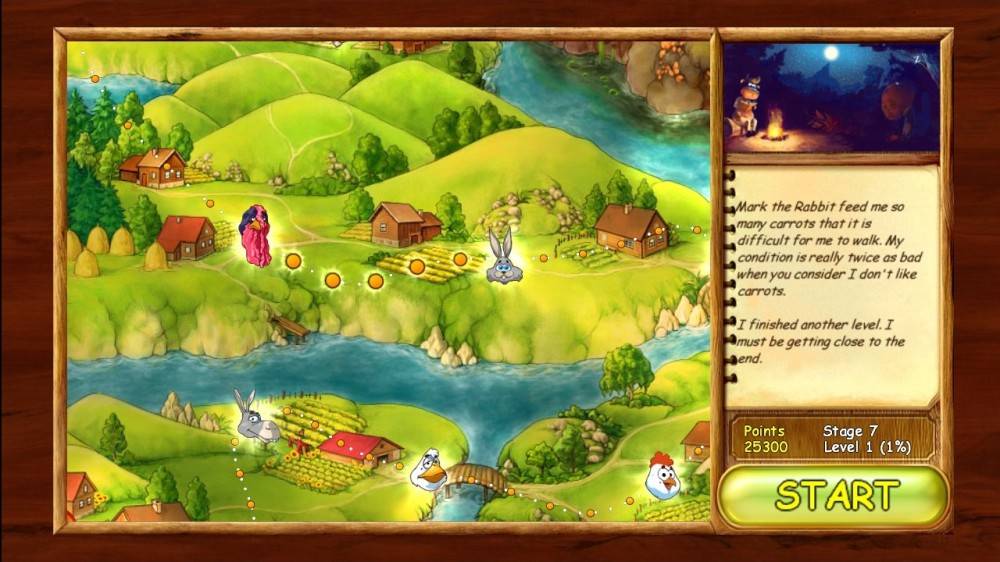 Mark the Rabbit feed me so
many carrots that it is
difficult for me to walk. My
condition is really twice as bad
when you consider I don't like
carrots.
I finished another level. I
must be getting close to the
end.
Points
25300
Stage 7
Level 1 (1%)
START